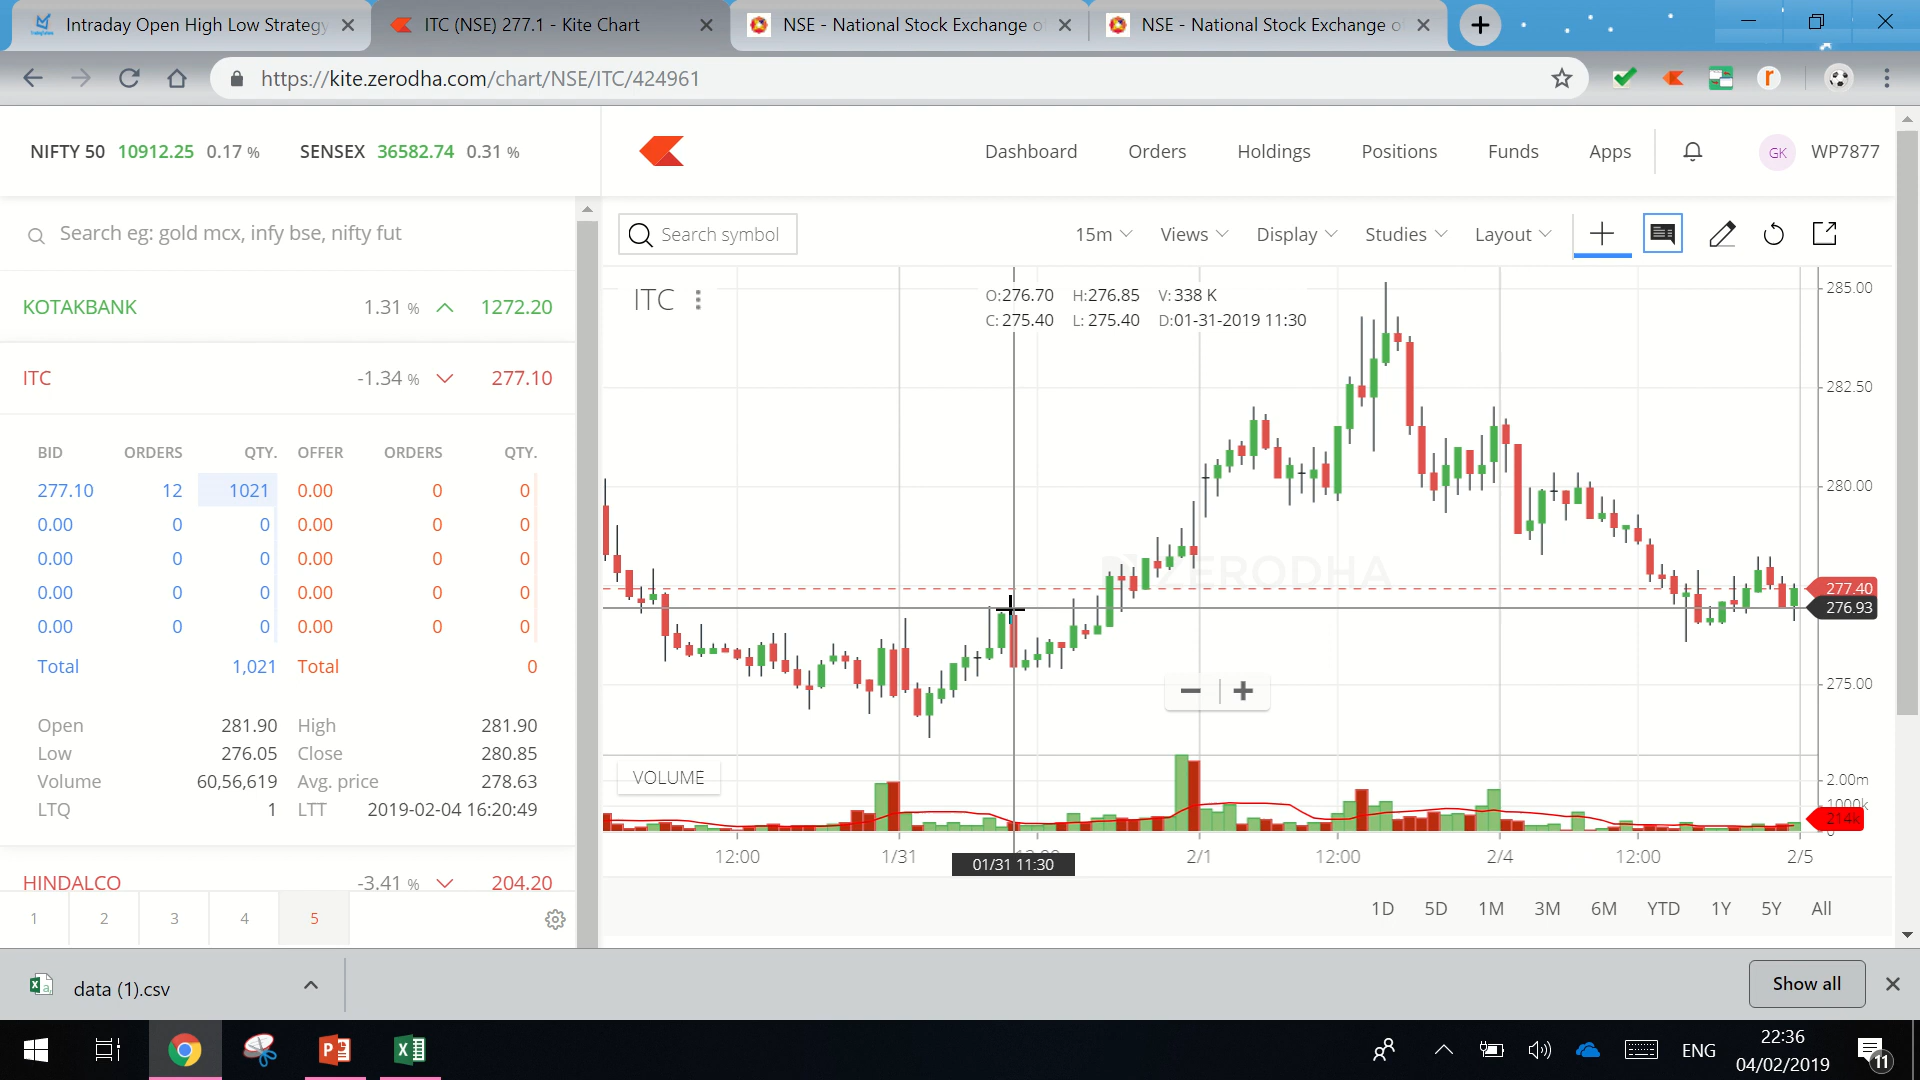 Intraday Open High Low Strategy
ITC (NSE) 277.1 - Kite Chart
NSE - National Stock Exchange o
NSE - National Stock Exchange o
https://kite.zerodha.com/chart/NSE/ITC/424961
NIFTY 50 10912.25 0.17 % SENSEX 36582.74 0.31 %
Dashboard Orders Holdings Positions Funds Apps GK WP7877
Search eg: gold mcx, infy bse, nifty fut
Search symbol 15m Views Display Studies Layout
KOTAKBANK 1.31 % 1272.20
ITC -1.34 % 277.10
BID ORDERS QTY. OFFER ORDERS QTY.
277.10 12 1021 0.00 0 0
0.00 0 0 0.00 0 0
0.00 0 0 0.00 0 0
0.00 0 0 0.00 0 0
0.00 0 0 0.00 0 0
Total 1,021 Total 0
Open 281.90 High 281.90
Low 276.05 Close 280.85
Volume 60,56,619 Avg. price 278.63
LTQ 1 LTT 2019-02-04 16:20:49
HINDALCO -3.41 % 204.20
1 2 3 4 5
ITC
O:276.70 H:276.85 V:338 K
C:275.40 L:275.40 D:01-31-2019 11:30
285.00
282.50
280.00
ZERODHA
277.40
276.93
275.00
VOLUME
2.00m
1000k
214k
0
12:00 1/31 2/1 12:00 2/4 12:00 2/5
01/31 11:30
1D 5D 1M 3M 6M YTD 1Y 5Y All
data (1).csv
Show all
ENG
22:36
04/02/2019
11